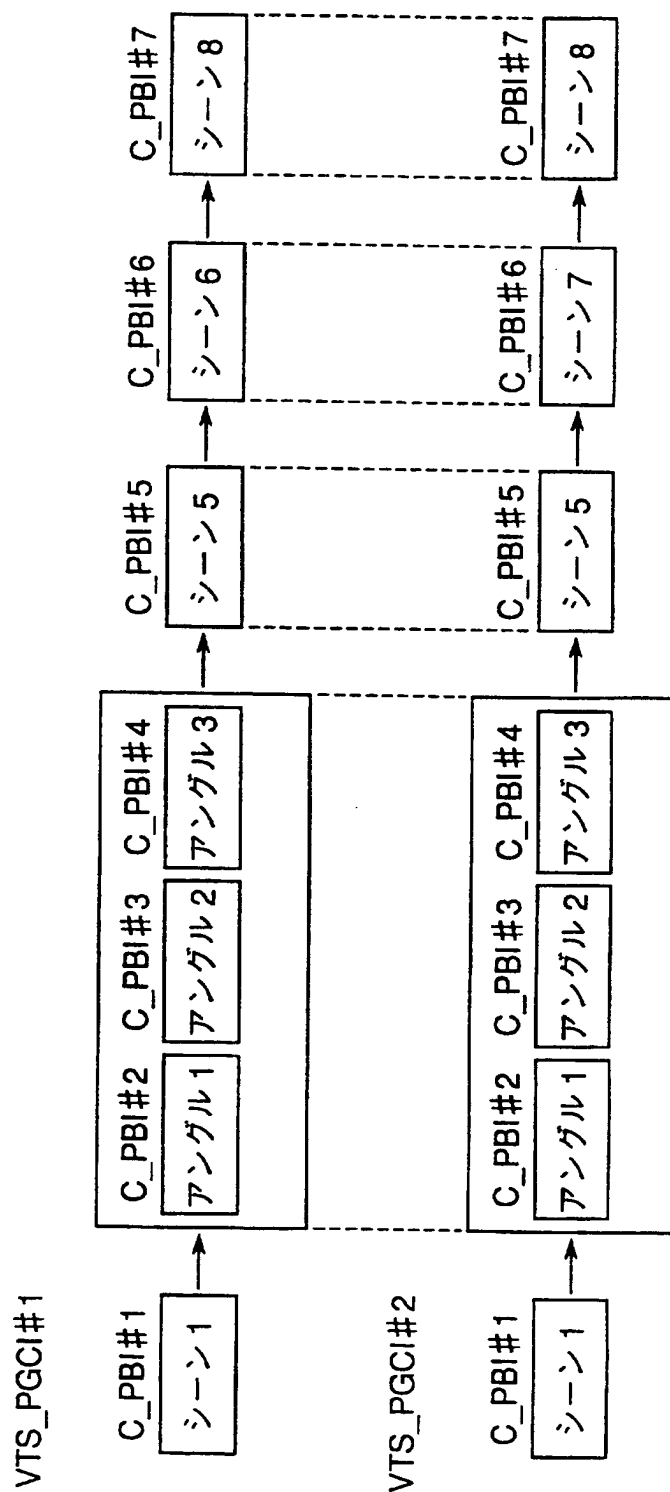 VTS_PGCI#1
C_PBI#1
シーン1
C_PBI#2
アングル1
C_PBI#3
アングル2
C_PBI#4
アングル3
C_PBI#5
シーン5
C_PBI#6
シーン6
C_PBI#7
シーン8
VTS_PGCI#2
C_PBI#1
シーン1
C_PBI#2
アングル1
C_PBI#3
アングル2
C_PBI#4
アングル3
C_PBI#5
シーン5
C_PBI#6
シーン7
C_PBI#7
シーン8